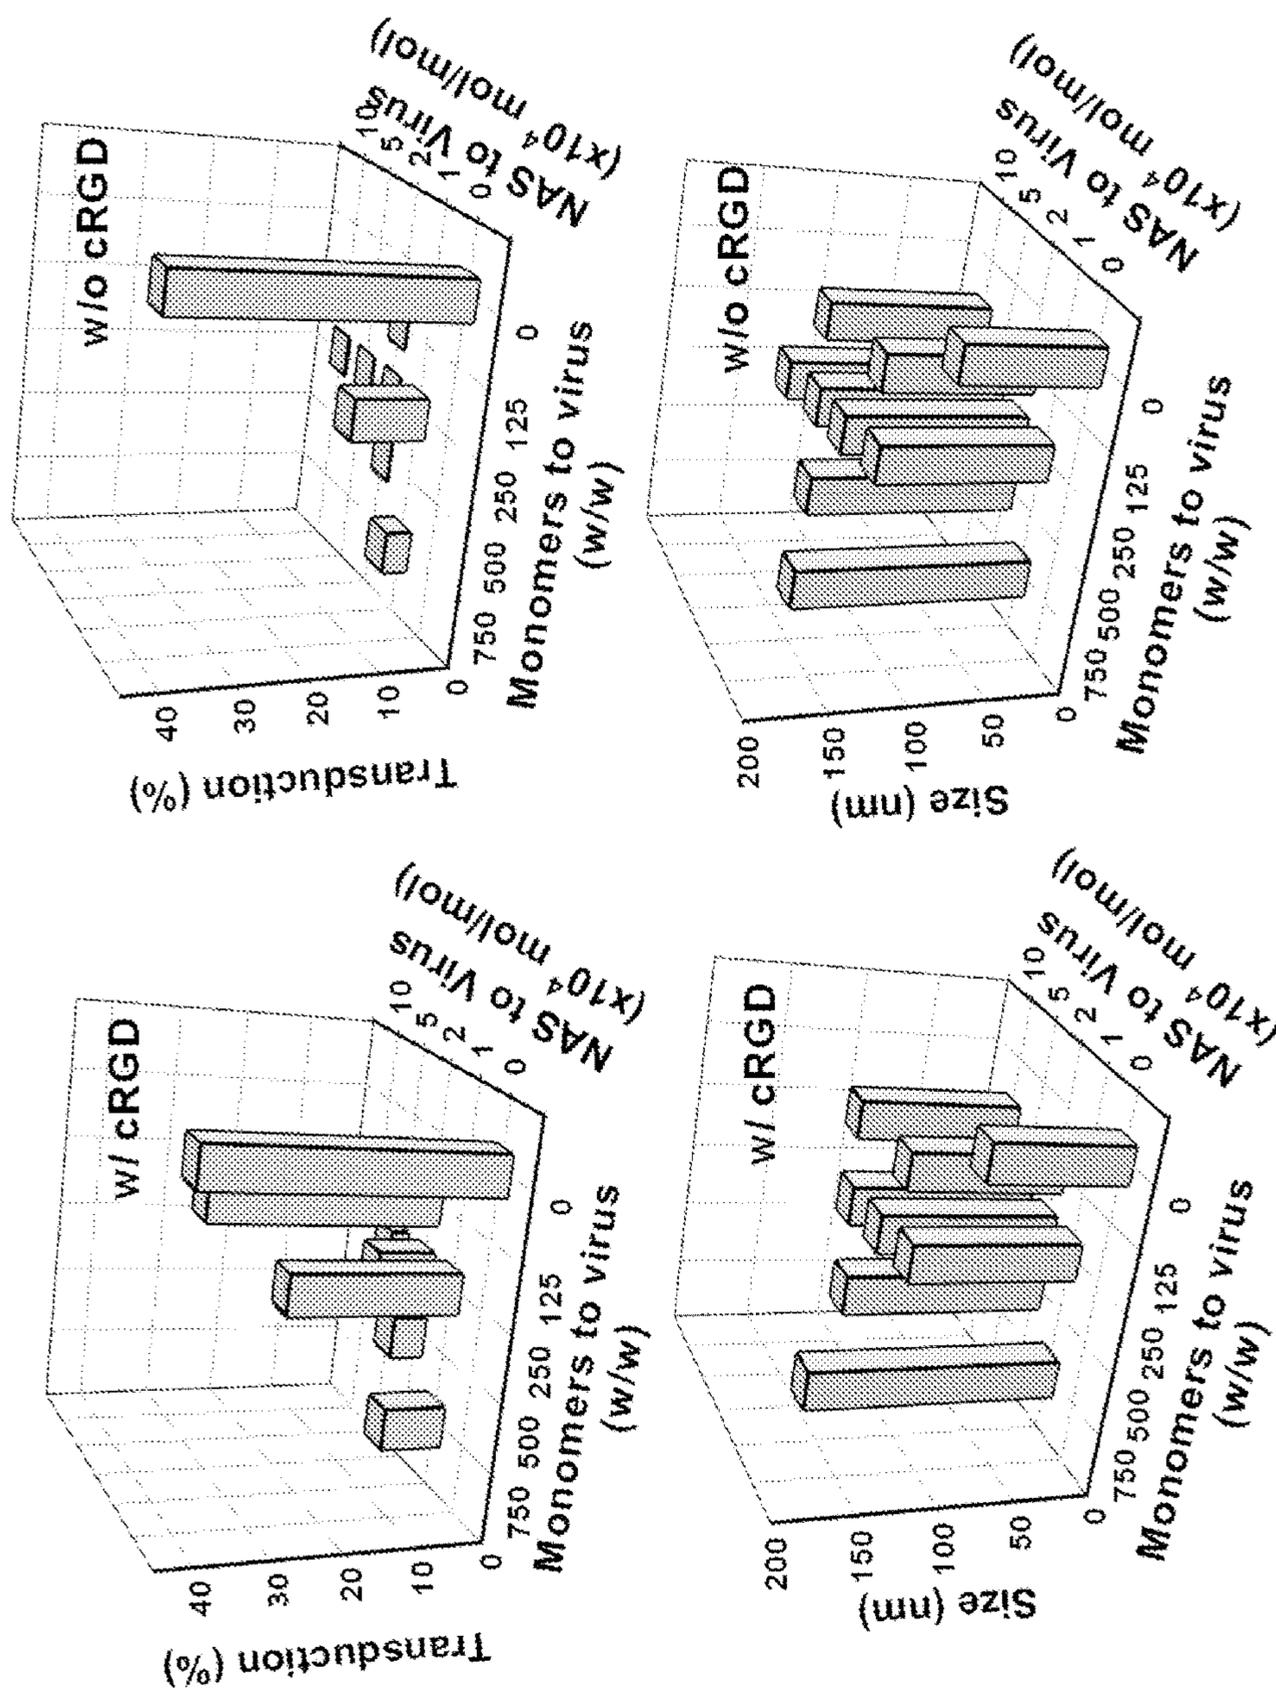 w/o cRGD
Transduction (%)
40
30
20
10
0
750 500 250 125 0
Monomers to virus
(w/w)
10
5
2
1
0
NAS to Virus
(x10⁴ mol/mol)
w/o cRGD
Size (nm)
200
150
100
50
0
750 500 250 125 0
Monomers to virus
(w/w)
10
5
2
1
0
NAS to Virus
(x10⁴ mol/mol)
w/ cRGD
Transduction (%)
40
30
20
10
0
750 500 250 125 0
Monomers to virus
(w/w)
10
5
2
1
0
NAS to Virus
(x10⁴ mol/mol)
w/ cRGD
Size (nm)
200
150
100
50
0
750 500 250 125 0
Monomers to virus
(w/w)
10
5
2
1
0
NAS to Virus
(x10⁴ mol/mol)